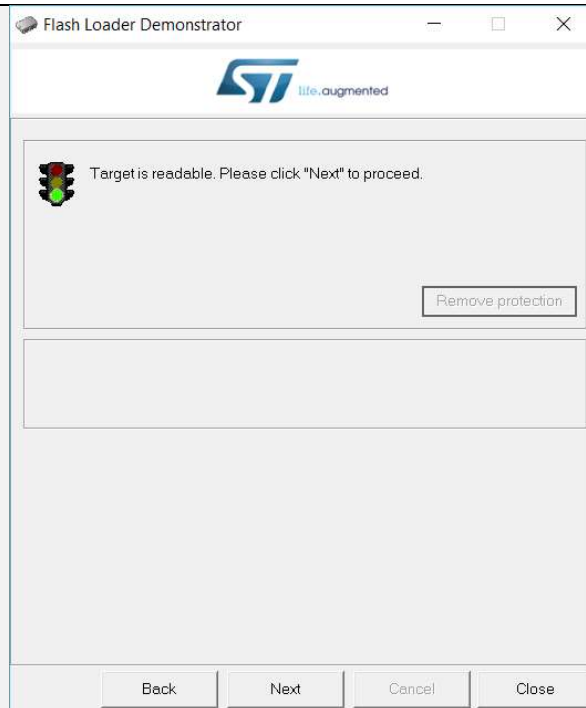 Flash Loader Demonstrator
ST
life.augmented
Target is readable. Please click "Next" to proceed.
Remove protection
Back Next Cancel Close